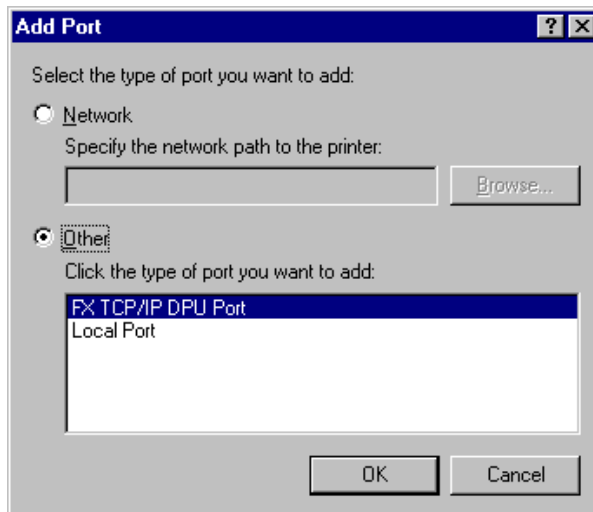 Add Port
Select the type of port you want to add:
Network
Specify the network path to the printer:
Browse...
Other
Click the type of port you want to add:
FX TCP/IP DPU Port
Local Port
OK
Cancel